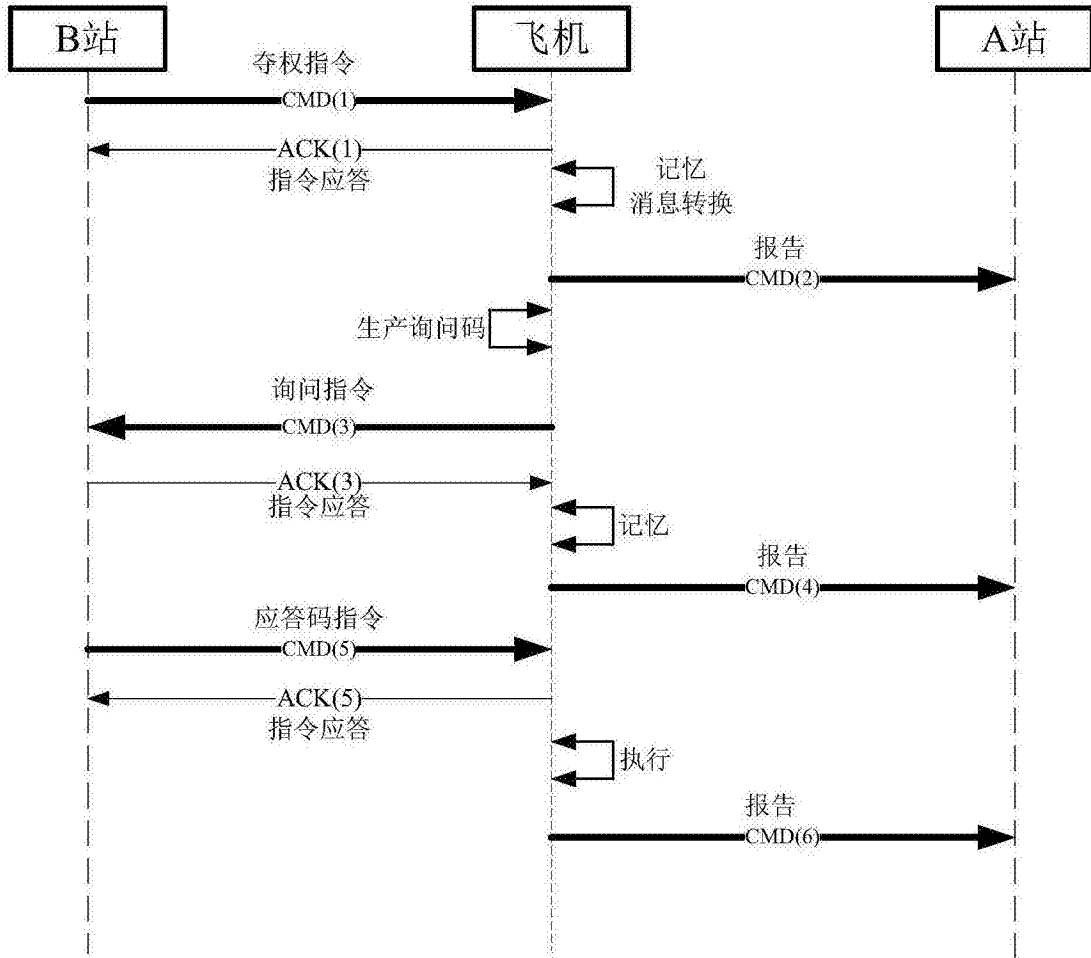 B站
飞机
A站
夺权指令
CMD(1)
ACK(1)
指令应答
记忆
消息转换
报告
CMD(2)
生产询问码
询问指令
CMD(3)
ACK(3)
指令应答
记忆
报告
CMD(4)
应答码指令
CMD(5)
ACK(5)
指令应答
执行
报告
CMD(6)